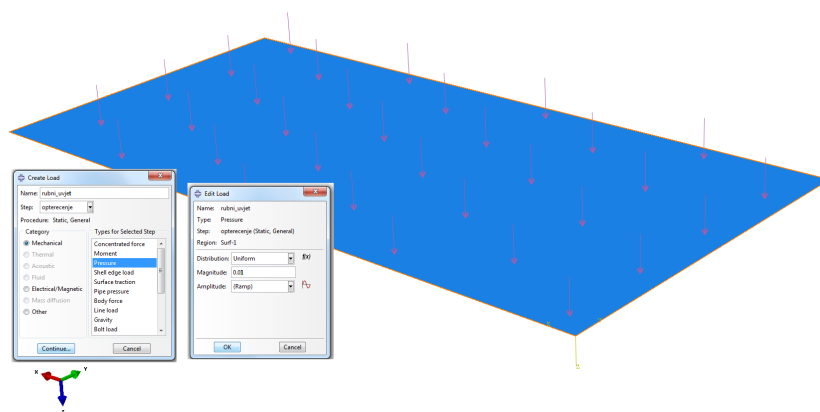 Create Load
Name: rubni_uvjet
Step: opterecenje
Procedure: Static, General
Category
Types for Selected Step
Mechanical
Thermal
Acoustic
Fluid
Electrical/Magnetic
Mass diffusion
Other
Concentrated force
Moment
Pressure
Shell edge load
Surface traction
Pipe pressure
Body force
Line load
Gravity
Bolt load
Continue...
Cancel
Edit Load
Name: rubni_uvjet
Type: Pressure
Step: opterecenje (Static, General)
Region: Surf-1
Distribution: Uniform
f(x)
Magnitude: 0.01
Amplitude: (Ramp)
OK
Cancel
X
Y